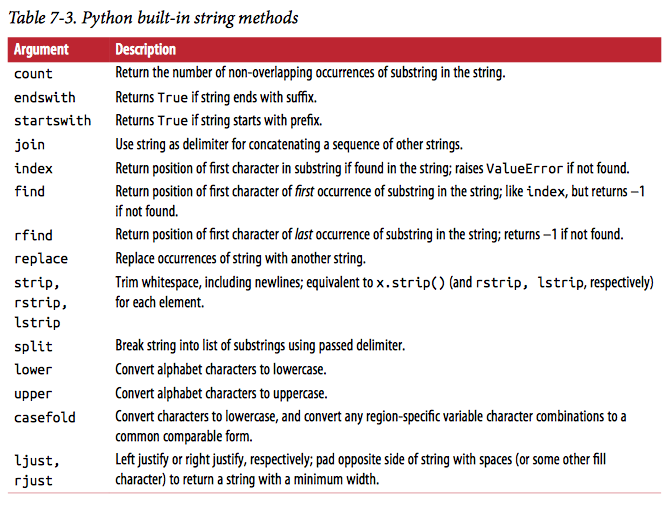 Table 7-3. Python built-in string methods
Argument Description
count Return the number of non-overlapping occurrences of substring in the string.
endswith Returns True if string ends with suffix.
startswith Returns True if string starts with prefix.
join Use string as delimiter for concatenating a sequence of other strings.
index Return position of first character in substring if found in the string; raises ValueError if not found.
find Return position of first character of first occurrence of substring in the string; like index, but returns –1
if not found.
rfind Return position of first character of last occurrence of substring in the string; returns –1 if not found.
replace Replace occurrences of string with another string.
strip, Trim whitespace, including newlines; equivalent to x.strip() (and rstrip, lstrip, respectively)
rstrip, for each element.
lstrip
split Break string into list of substrings using passed delimiter.
lower Convert alphabet characters to lowercase.
upper Convert alphabet characters to uppercase.
casefold Convert characters to lowercase, and convert any region-specific variable character combinations to a
common comparable form.
ljust, Left justify or right justify, respectively; pad opposite side of string with spaces (or some other fill
rjust character) to return a string with a minimum width.